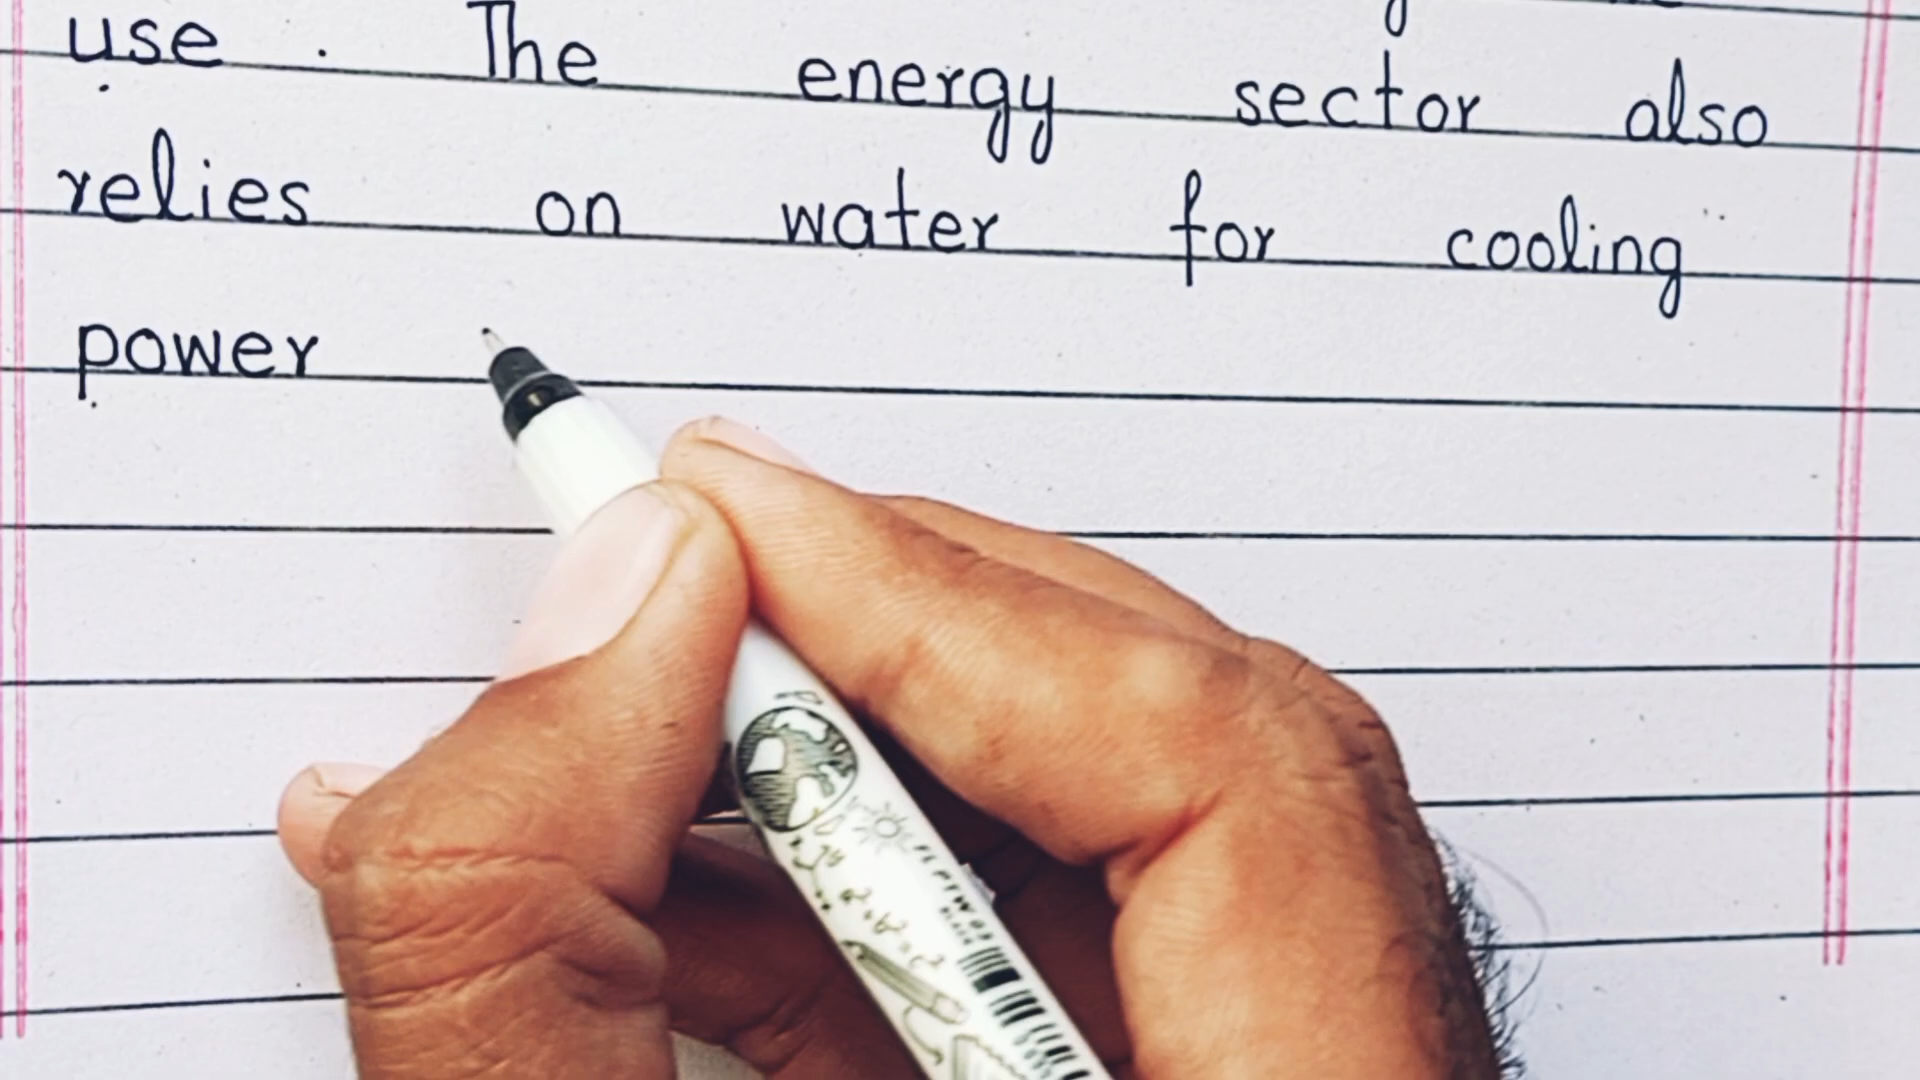 use. The energy sector also
relies on water for cooling
power